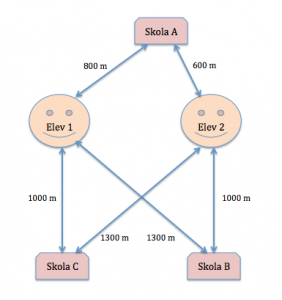 Skola A
800 m
600 m
Elev 1
Elev 2
1000 m
1000 m
1300 m
1300 m
Skola C
Skola B